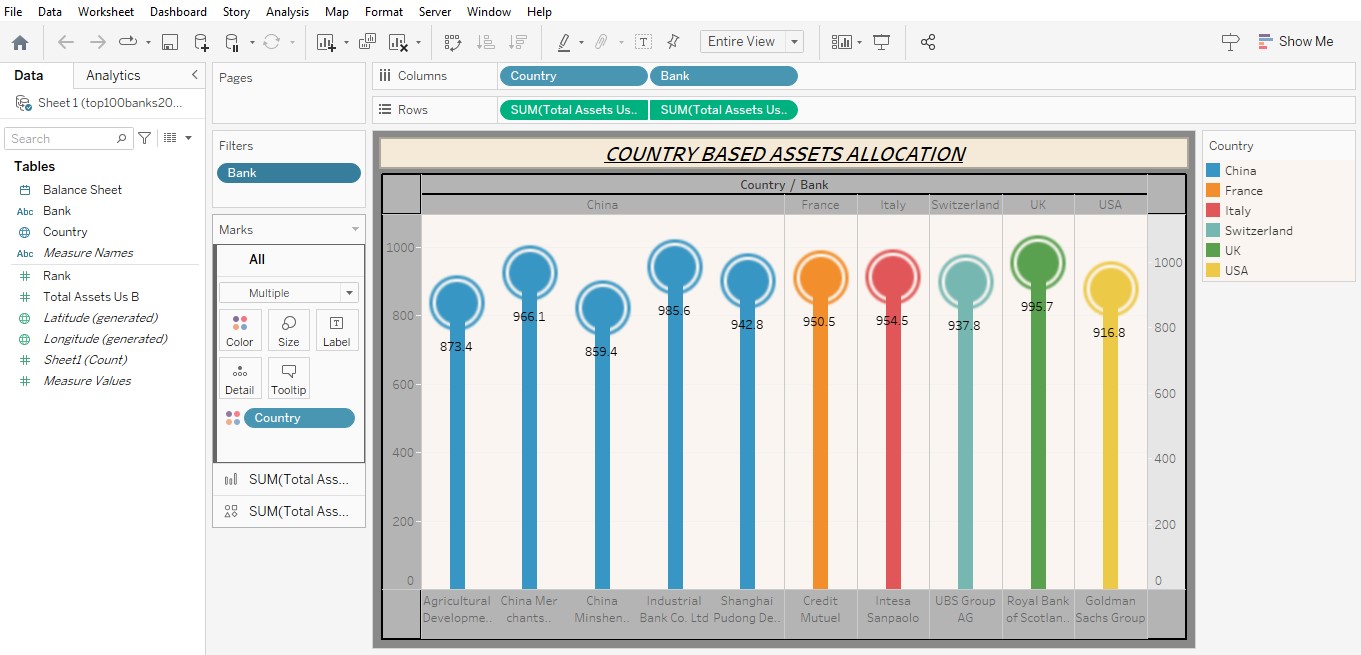 File Data Worksheet Dashboard Story Analysis Map Format Server Window Help
Entire View
Show Me
Data Analytics
Sheet 1 (top100banks20...
Search
Tables
Balance Sheet
Abc Bank
Country
Abc Measure Names
Rank
Total Assets Us B
Latitude (generated)
Longitude (generated)
Sheet1 (Count)
Measure Values
Pages
Filters
Bank
Marks
All
Multiple
Color Size Label
Detail Tooltip
Country
SUM(Total Ass...
SUM(Total Ass...
Columns Country Bank
Rows SUM(Total Assets Us.. SUM(Total Assets Us..
COUNTRY BASED ASSETS ALLOCATION
Country / Bank
China France Italy Switzerland UK USA
1000
800
600
400
200
0
873.4
966.1
859.4
985.6
942.8
950.5
954.5
937.8
995.7
916.8
1000
800
600
400
200
0
Agricultural
Developme..
China Mer
chants..
China
Minshen..
Industrial
Bank Co. Ltd
Shanghai
Pudong De..
Credit
Mutuel
Intesa
Sanpaolo
UBS Group
AG
Royal Bank
of Scotlan..
Goldman
Sachs Group
Country
China
France
Italy
Switzerland
UK
USA